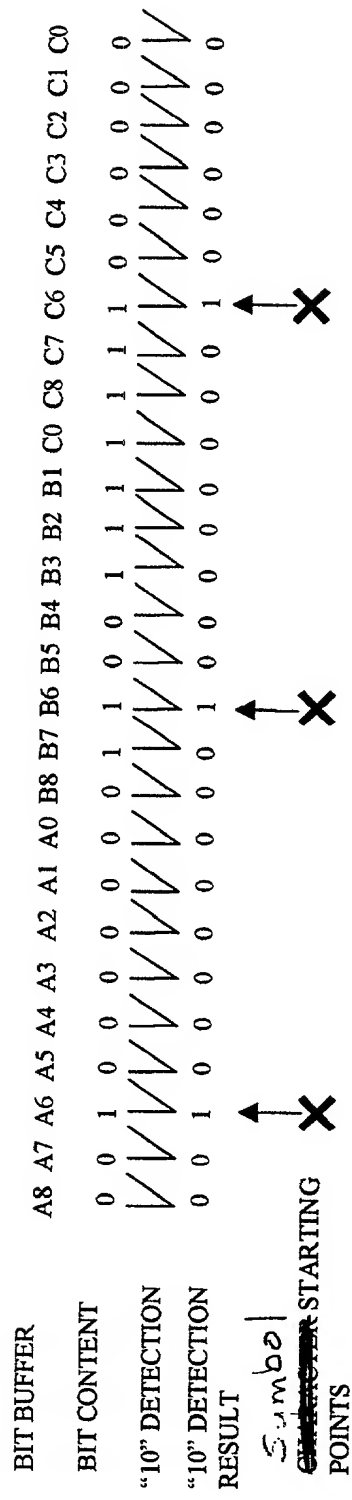 BIT BUFFER A8 A7 A6 A5 A4 A3 A2 A1 A0 B8 B7 B6 B5 B4 B3 B2 B1 C0 C8 C7 C6 C5 C4 C3 C2 C1 C0
BIT CONTENT 0 0 1 0 0 0 0 0 0 0 1 1 0 0 1 1 1 1 1 1 1 0 0 0 0 0 0
“10” DETECTION
“10” DETECTION 0 0 1 0 0 0 0 0 0 0 0 1 0 0 0 0 0 0 0 0 1 0 0 0 0 0 0
RESULT
Symbol
CHARACTER STARTING
POINTS